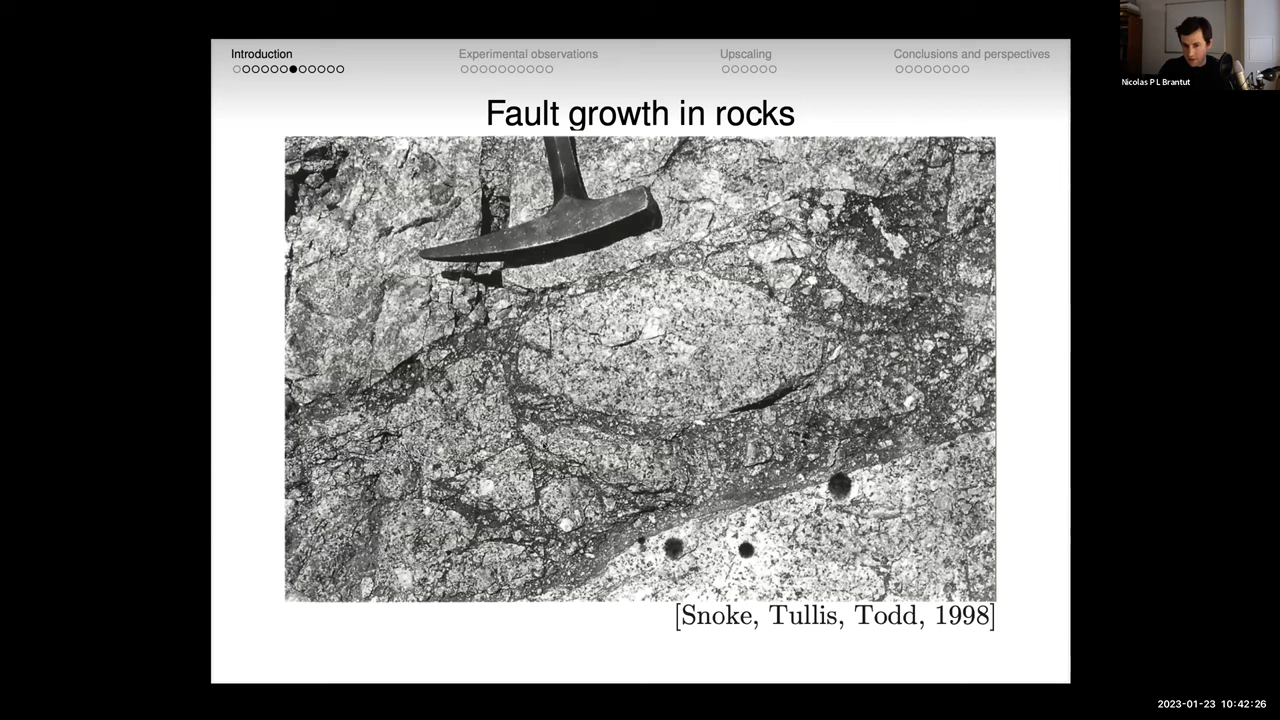 Introduction
Experimental observations
Upscaling
Conclusions and perspectives
Nicolas P L Brantut
Fault growth in rocks
[Snoke, Tullis, Todd, 1998]
2023-01-23 10:42:26